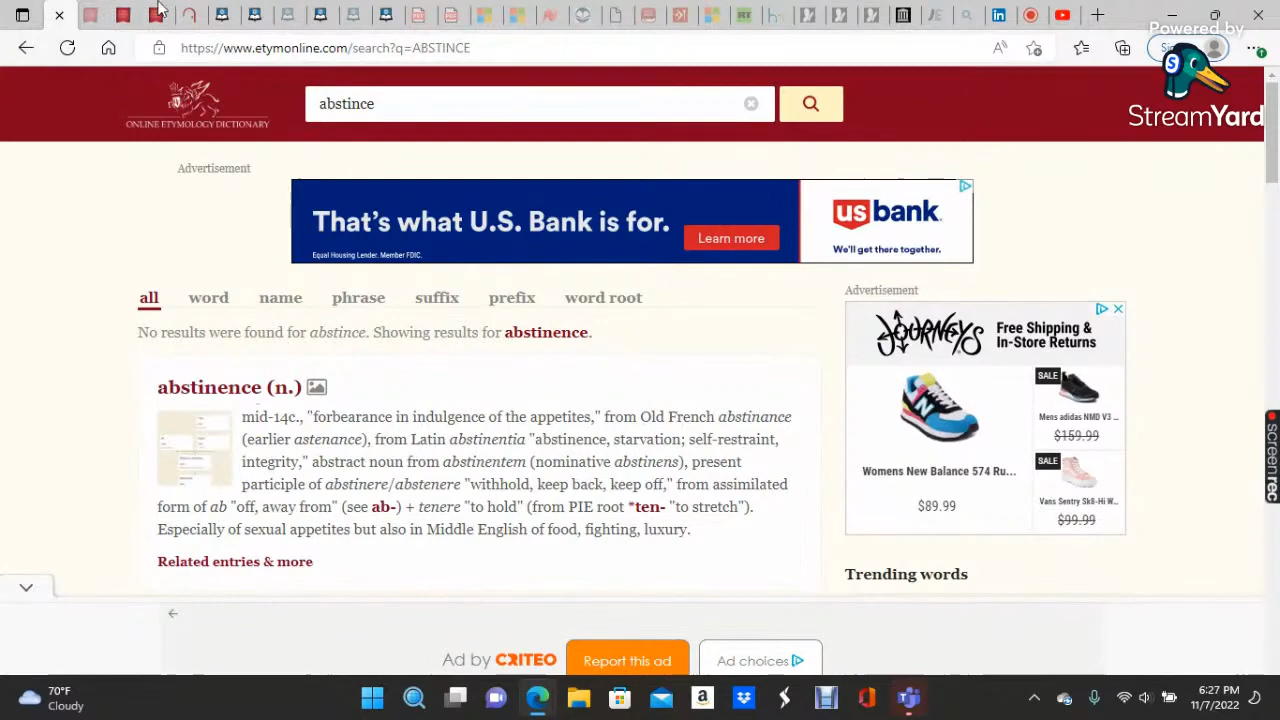 https://www.etymonline.com/search?q=ABSTINCE
Powered by
StreamYard
ONLINE ETYMOLOGY DICTIONARY
abstince
Advertisement
That's what U.S. Bank is for.
Learn more
Equal Housing Lender. Member FDIC.
us bank
We'll get there together.
all word name phrase suffix prefix word root
No results were found for abstince. Showing results for abstinence.
abstinence (n.)
mid-14c., "forbearance in indulgence of the appetites," from Old French abstinance
(earlier astenance), from Latin abstinentia "abstinence, starvation; self-restraint,
integrity," abstract noun from abstinentem (nominative abstinens), present
participle of abstinere/abstenere "withhold, keep back, keep off," from assimilated
form of ab "off, away from" (see ab-) + tenere "to hold" (from PIE root *ten- "to stretch").
Especially of sexual appetites but also in Middle English of food, fighting, luxury.
Related entries & more
Advertisement
JOURNEYS
Free Shipping &
In-Store Returns
SALE
Mens adidas NMD V3 ...
$159.99
SALE
Womens New Balance 574 Ru...
Vans Sentry Sk8-Hi W...
$89.99
$99.99
Trending words
screenrec
Ad by CRITEO
Report this ad
Ad choices
70°F
Cloudy
6:27 PM
11/7/2022